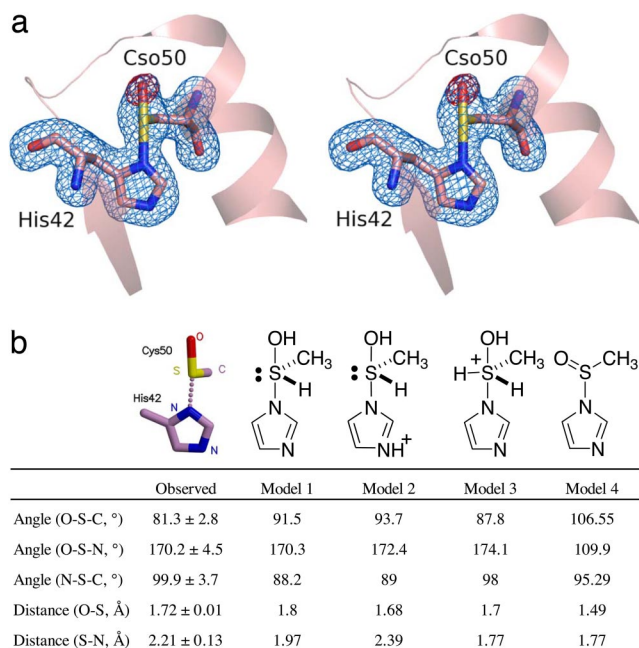 a
Cso50 Cso50
His42 His42
b
Cys50 O
S C
His42 N
N
OH
S CH₃
H
N
N
OH
S CH₃
H
N
NH⁺
OH
⁺
H S CH₃
H
N
N
O S CH₃
N
N
Observed Model 1 Model 2 Model 3 Model 4
Angle (O-S-C, °) 81.3 ± 2.8 91.5 93.7 87.8 106.55
Angle (O-S-N, °) 170.2 ± 4.5 170.3 172.4 174.1 109.9
Angle (N-S-C, °) 99.9 ± 3.7 88.2 89 98 95.29
Distance (O-S, Å) 1.72 ± 0.01 1.8 1.68 1.7 1.49
Distance (S-N, Å) 2.21 ± 0.13 1.97 2.39 1.77 1.77